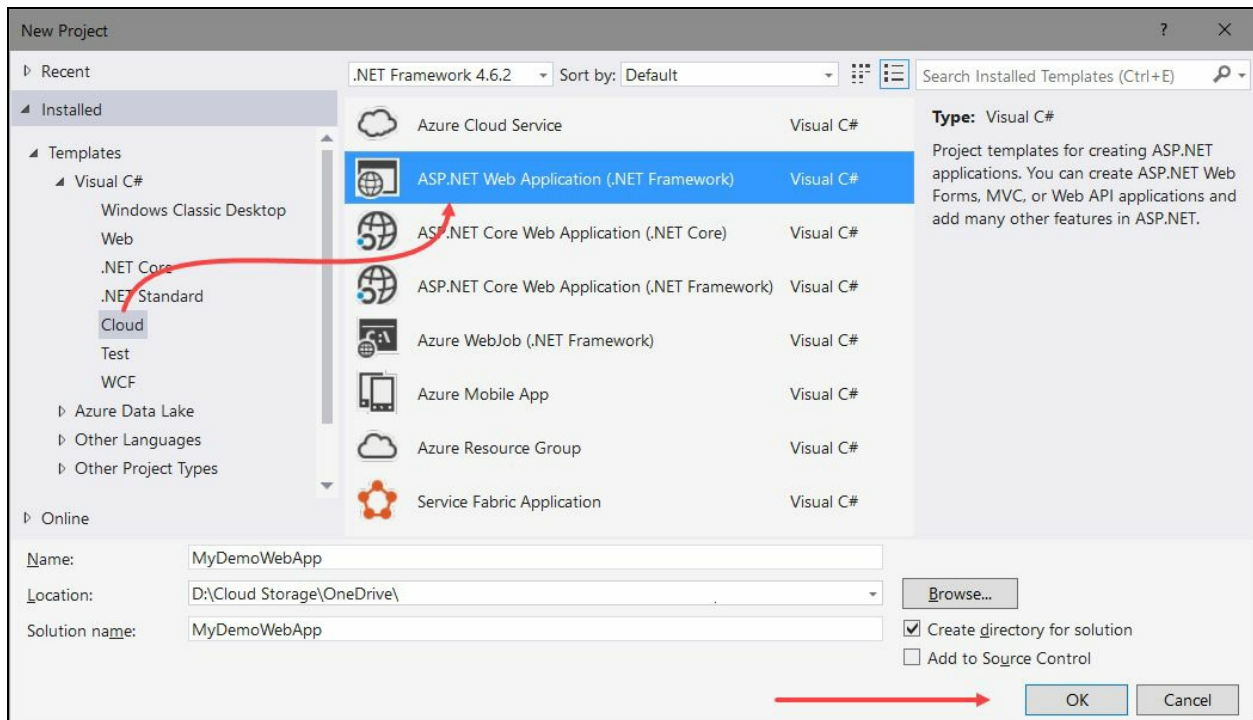 New Project
?
Recent
.NET Framework 4.6.2
Sort by: Default
Search Installed Templates (Ctrl+E)
Installed
Templates
Visual C#
Windows Classic Desktop
Web
.NET Core
.NET Standard
Cloud
Test
WCF
Azure Data Lake
Other Languages
Other Project Types
Online
Azure Cloud Service Visual C#
ASP.NET Web Application (.NET Framework) Visual C#
ASP.NET Core Web Application (.NET Core) Visual C#
ASP.NET Core Web Application (.NET Framework) Visual C#
Azure WebJob (.NET Framework) Visual C#
Azure Mobile App Visual C#
Azure Resource Group Visual C#
Service Fabric Application Visual C#
Type: Visual C#
Project templates for creating ASP.NET
applications. You can create ASP.NET Web
Forms, MVC, or Web API applications and
add many other features in ASP.NET.
Name: MyDemoWebApp
Location: D:\Cloud Storage\OneDrive\
Browse...
Solution name: MyDemoWebApp
Create directory for solution
Add to Source Control
OK Cancel